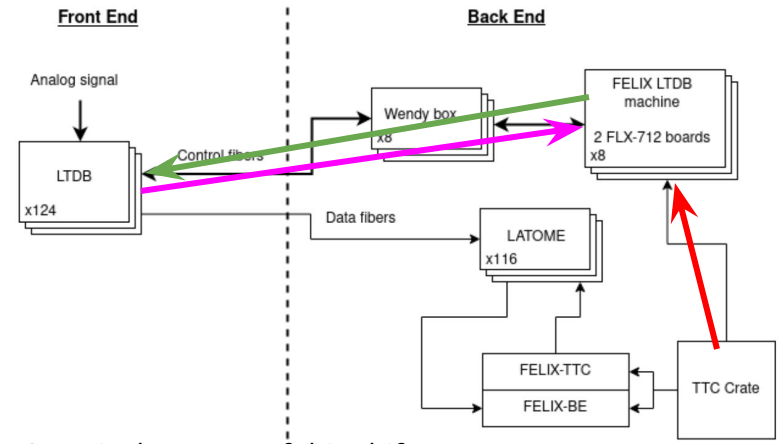 Front End
Back End
Analog signal
FELIX LTDB
machine
Wendy box
x8
2 FLX-712 boards
x8
Control fibers
LTDB
x124
Data fibers
LATOME
x116
FELIX-TTC
TTC Crate
FELIX-BE